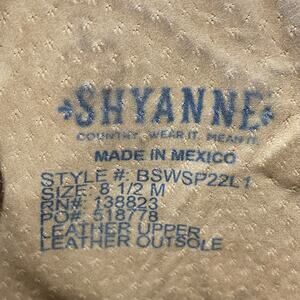 SHYANNE
COUNTRY. WEAR IT. MEAN IT.
MADE IN MEXICO
STYLE #: BSWSP22L1
SIZE: 8 1/2 M
RN#: 138823
PO#: 518778
LEATHER UPPER
LEATHER OUTSOLE